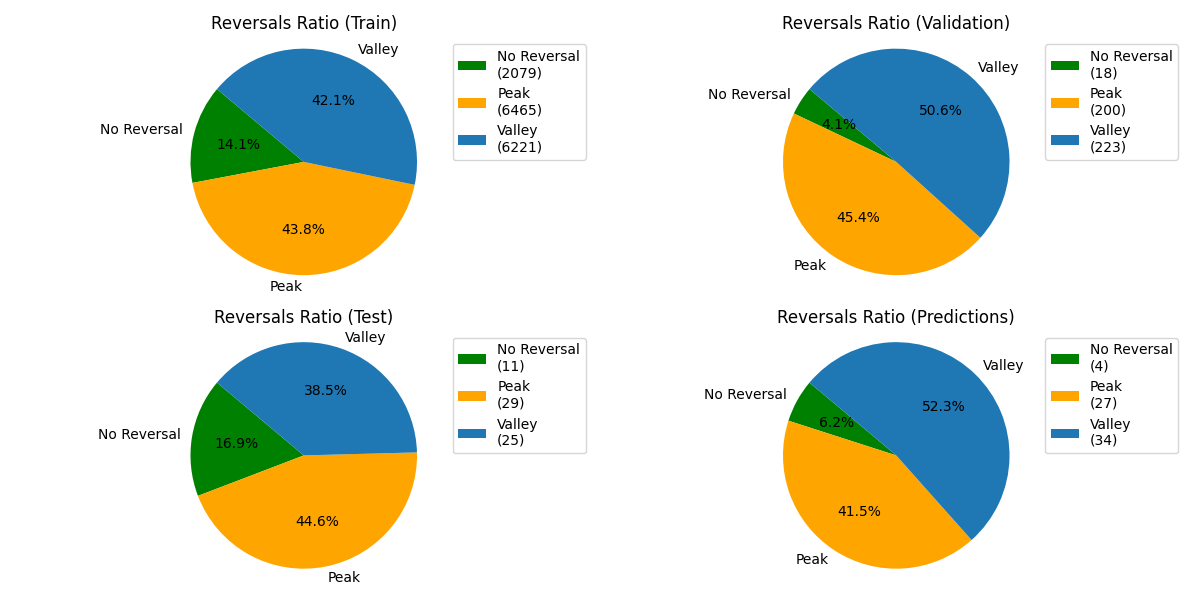 Reversals Ratio (Train)
Valley
42.1%
No Reversal
14.1%
43.8%
Peak
No Reversal
(2079)
Peak
(6465)
Valley
(6221)
Reversals Ratio (Validation)
Valley
50.6%
No Reversal
4.1%
45.4%
Peak
No Reversal
(18)
Peak
(200)
Valley
(223)
Reversals Ratio (Test)
Valley
38.5%
No Reversal
16.9%
44.6%
Peak
No Reversal
(11)
Peak
(29)
Valley
(25)
Reversals Ratio (Predictions)
Valley
52.3%
No Reversal
6.2%
41.5%
Peak
No Reversal
(4)
Peak
(27)
Valley
(34)